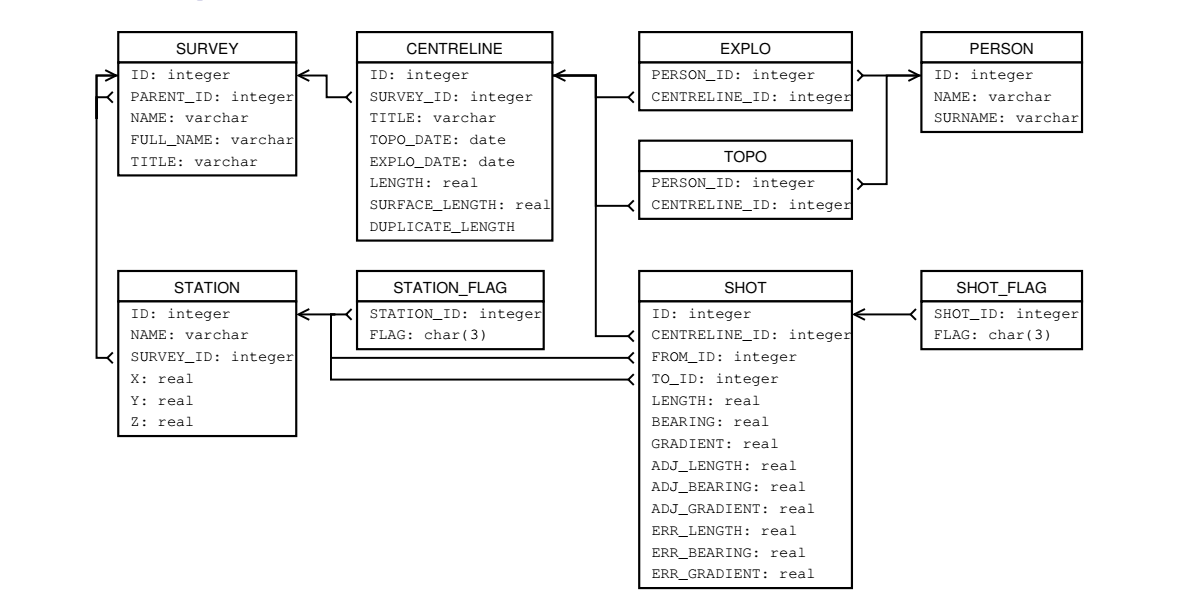 SURVEY
ID: integer
PARENT_ID: integer
NAME: varchar
FULL_NAME: varchar
TITLE: varchar
CENTRELINE
ID: integer
SURVEY_ID: integer
TITLE: varchar
TOPO_DATE: date
EXPLO_DATE: date
LENGTH: real
SURFACE_LENGTH: real
DUPLICATE_LENGTH
EXPLO
PERSON_ID: integer
CENTRELINE_ID: integer
PERSON
ID: integer
NAME: varchar
SURNAME: varchar
TOPO
PERSON_ID: integer
CENTRELINE_ID: integer
STATION
ID: integer
NAME: varchar
SURVEY_ID: integer
X: real
Y: real
Z: real
STATION_FLAG
STATION_ID: integer
FLAG: char(3)
SHOT
ID: integer
CENTRELINE_ID: integer
FROM_ID: integer
TO_ID: integer
LENGTH: real
BEARING: real
GRADIENT: real
ADJ_LENGTH: real
ADJ_BEARING: real
ADJ_GRADIENT: real
ERR_LENGTH: real
ERR_BEARING: real
ERR_GRADIENT: real
SHOT_FLAG
SHOT_ID: integer
FLAG: char(3)